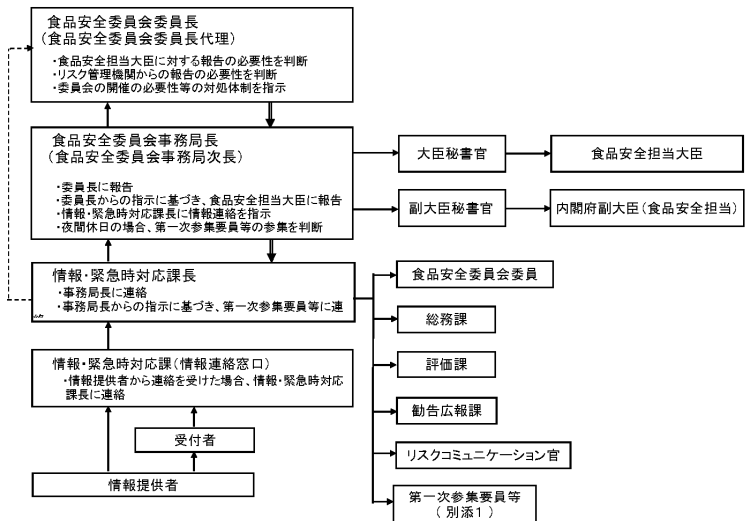 食品安全委員会委員長
(食品安全委員会委員長代理)
・食品安全担当大臣に対する報告の必要性を判断
・リスク管理機関からの報告の必要性を判断
・委員会の開催の必要性等の対処体制を指示
食品安全委員会事務局長
(食品安全委員会事務局次長)
・委員長に報告
・委員長からの指示に基づき、食品安全担当大臣に報告
・情報・緊急時対応課長に情報連絡を指示
・夜間休日の場合、第一次参集要員等の参集を判断
大臣秘書官
食品安全担当大臣
副大臣秘書官
内閣府副大臣(食品安全担当)
情報・緊急時対応課長
・事務局長に連絡
・事務局長からの指示に基づき、第一次参集要員等に連
食品安全委員会委員
総務課
評価課
勧告広報課
リスクコミュニケーション官
第一次参集要員等
(別添1)
情報・緊急時対応課(情報連絡窓口)
・情報提供者から連絡を受けた場合、情報・緊急時対応
課長に連絡
受付者
情報提供者